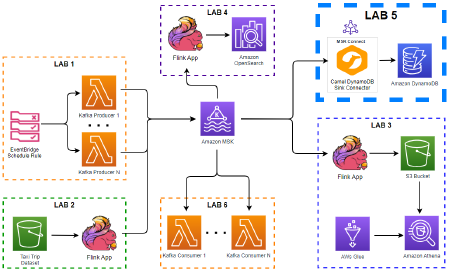 LAB 4
Flink App
Amazon
OpenSearch
LAB 5
MSK Connect
Camel DynamoDB
Sink Connector
Amazon DynamoDB
LAB 1
EventBridge
Schedule Rule
Kafka Producer 1
Kafka Producer N
Amazon MSK
LAB 3
Flink App
S3 Bucket
AWS Glue
Amazon Athena
LAB 2
Taxi Trip
Dataset
Flink App
LAB 6
Kafka Consumer 1
Kafka Consumer N